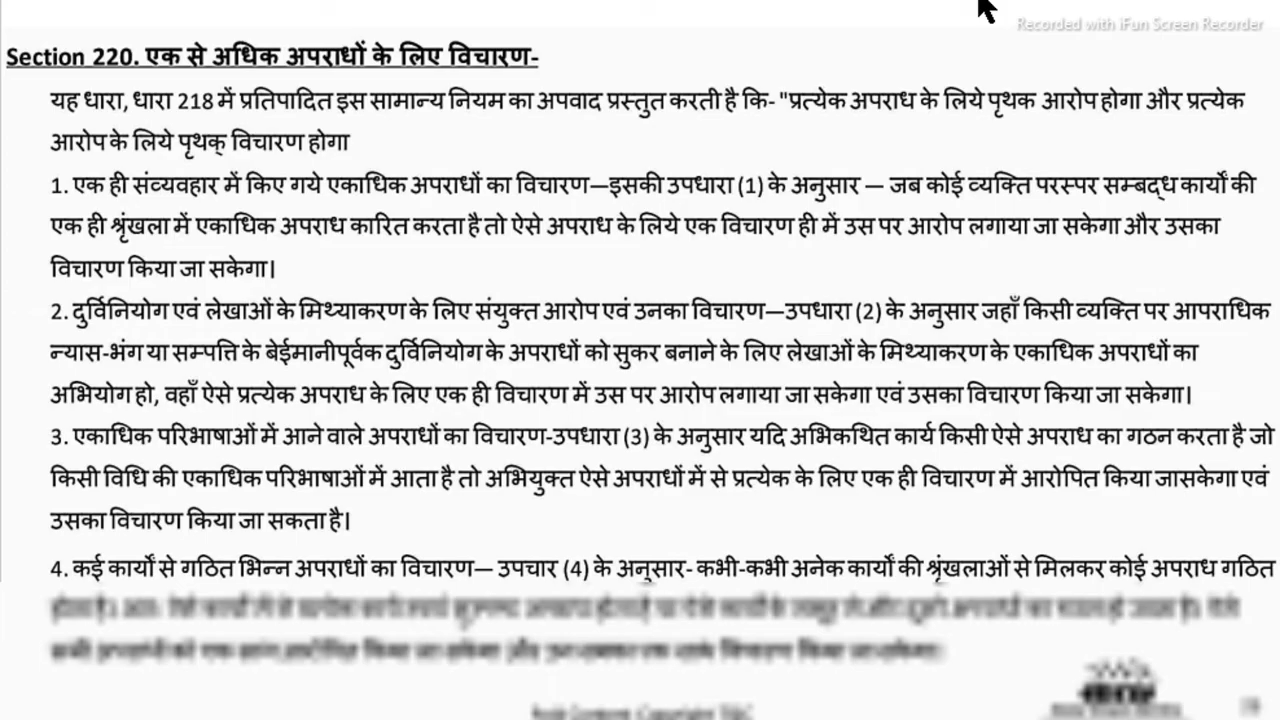 Recorded with iFun Screen Recorder
Section 220. एक से अधिक अपराधों के लिए विचारण-
यह धारा, धारा 218 में प्रतिपादित इस सामान्य नियम का अपवाद प्रस्तुत करती है कि- "प्रत्येक अपराध के लिये पृथक आरोप होगा और प्रत्येक
आरोप के लिये पृथक् विचारण होगा
1. एक ही संव्यवहार में किए गये एकाधिक अपराधों का विचारण—इसकी उपधारा (1) के अनुसार — जब कोई व्यक्ति परस्पर सम्बद्ध कार्यों की
एक ही श्रृंखला में एकाधिक अपराध कारित करता है तो ऐसे अपराध के लिये एक विचारण ही में उस पर आरोप लगाया जा सकेगा और उसका
विचारण किया जा सकेगा।
2. दुर्विनियोग एवं लेखाओं के मिथ्याकरण के लिए संयुक्त आरोप एवं उनका विचारण—उपधारा (2) के अनुसार जहाँ किसी व्यक्ति पर आपराधिक
न्यास-भंग या सम्पत्ति के बेईमानीपूर्वक दुर्विनियोग के अपराधों को सुकर बनाने के लिए लेखाओं के मिथ्याकरण के एकाधिक अपराधों का
अभियोग हो, वहाँ ऐसे प्रत्येक अपराध के लिए एक ही विचारण में उस पर आरोप लगाया जा सकेगा एवं उसका विचारण किया जा सकेगा।
3. एकाधिक परिभाषाओं में आने वाले अपराधों का विचारण-उपधारा (3) के अनुसार यदि अभिकथित कार्य किसी ऐसे अपराध का गठन करता है जो
किसी विधि की एकाधिक परिभाषाओं में आता है तो अभियुक्त ऐसे अपराधों में से प्रत्येक के लिए एक ही विचारण में आरोपित किया जासकेगा एवं
उसका विचारण किया जा सकता है।
4. कई कार्यों से गठित भिन्न अपराधों का विचारण— उपचार (4) के अनुसार- कभी-कभी अनेक कार्यों की श्रृंखलाओं से मिलकर कोई अपराध गठित